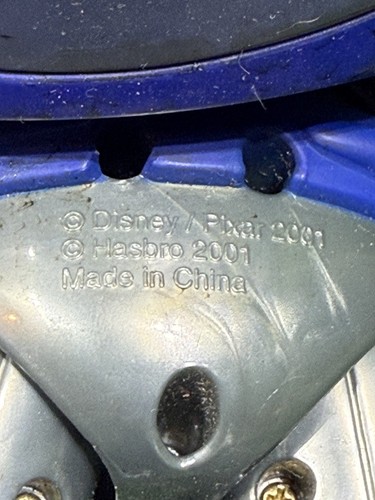 © Disney / Pixar 2001
© Hasbro 2001
Made in China